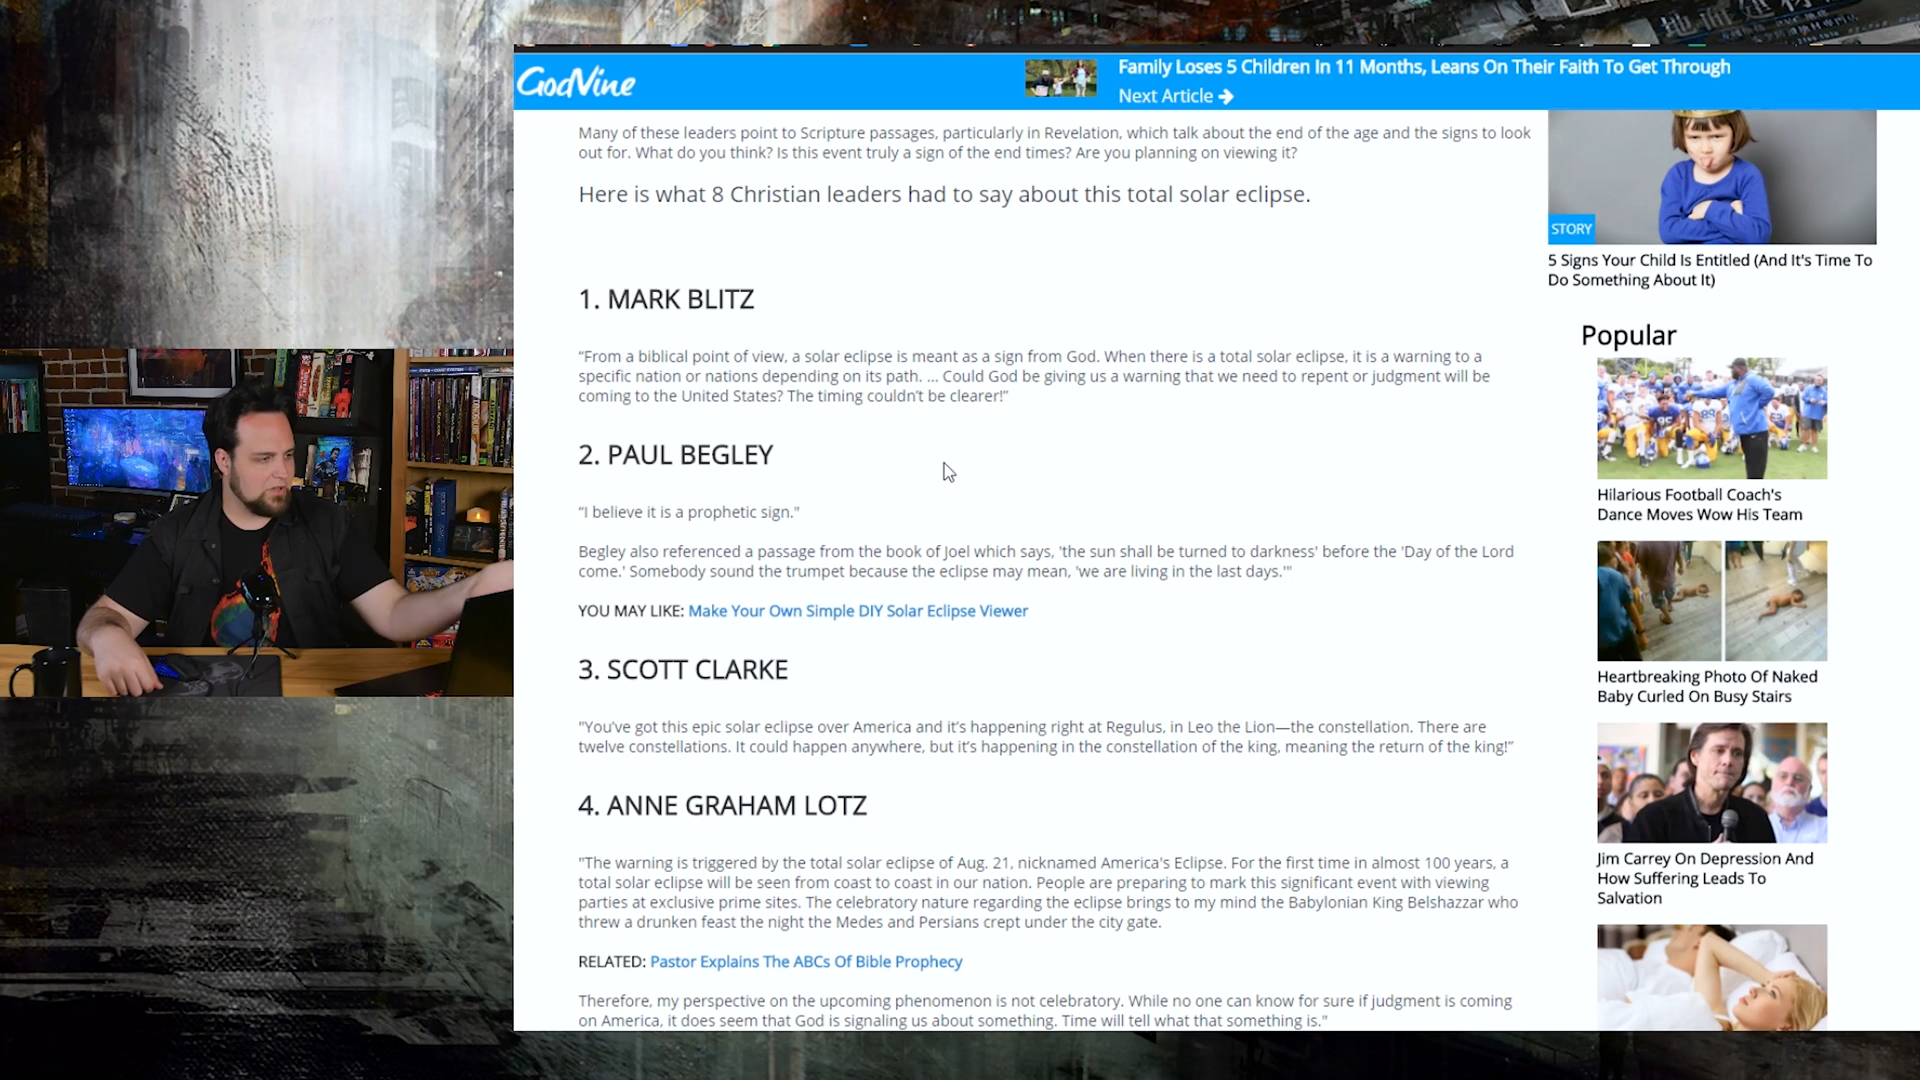 GodVine
Family Loses 5 Children In 11 Months, Leans On Their Faith To Get Through
Next Article
Many of these leaders point to Scripture passages, particularly in Revelation, which talk about the end of the age and the signs to look
out for. What do you think? Is this event truly a sign of the end times? Are you planning on viewing it?
Here is what 8 Christian leaders had to say about this total solar eclipse.
1. MARK BLITZ
“From a biblical point of view, a solar eclipse is meant as a sign from God. When there is a total solar eclipse, it is a warning to a
specific nation or nations depending on its path. ... Could God be giving us a warning that we need to repent or judgment will be
coming to the United States? The timing couldn’t be clearer!”
2. PAUL BEGLEY
“I believe it is a prophetic sign."
Begley also referenced a passage from the book of Joel which says, 'the sun shall be turned to darkness' before the 'Day of the Lord
come.' Somebody sound the trumpet because the eclipse may mean, 'we are living in the last days.'"
YOU MAY LIKE: Make Your Own Simple DIY Solar Eclipse Viewer
3. SCOTT CLARKE
"You’ve got this epic solar eclipse over America and it’s happening right at Regulus, in Leo the Lion—the constellation. There are
twelve constellations. It could happen anywhere, but it’s happening in the constellation of the king, meaning the return of the king!”
4. ANNE GRAHAM LOTZ
"The warning is triggered by the total solar eclipse of Aug. 21, nicknamed America's Eclipse. For the first time in almost 100 years, a
total solar eclipse will be seen from coast to coast in our nation. People are preparing to mark this significant event with viewing
parties at exclusive prime sites. The celebratory nature regarding the eclipse brings to my mind the Babylonian King Belshazzar who
threw a drunken feast the night the Medes and Persians crept under the city gate.
RELATED: Pastor Explains The ABCs Of Bible Prophecy
Therefore, my perspective on the upcoming phenomenon is not celebratory. While no one can know for sure if judgment is coming
on America, it does seem that God is signaling us about something. Time will tell what that something is."
STORY
5 Signs Your Child Is Entitled (And It's Time To
Do Something About It)
Popular
Hilarious Football Coach's
Dance Moves Wow His Team
Heartbreaking Photo Of Naked
Baby Curled On Busy Stairs
Jim Carrey On Depression And
How Suffering Leads To
Salvation